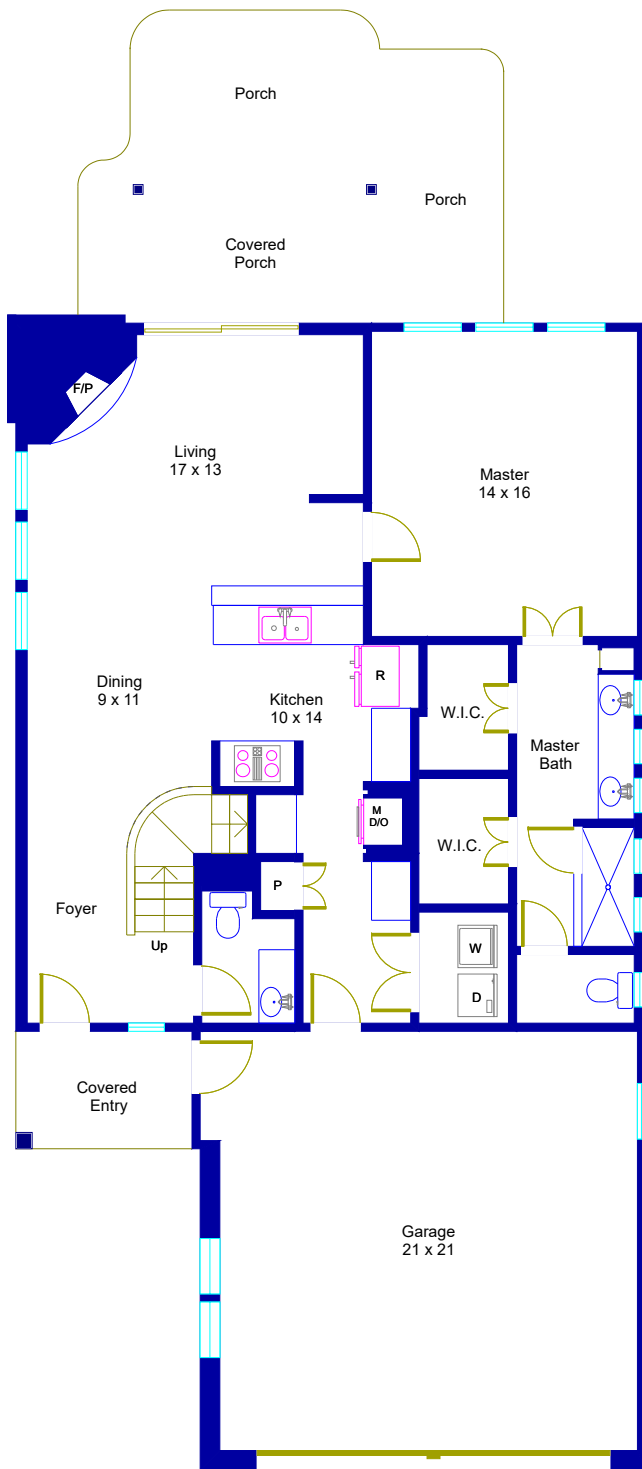 Porch
Porch
Covered
Porch
F/P
Living
17 x 13
Master
14 x 16
Dining
9 x 11
Kitchen
10 x 14
R
W.I.C.
Master
Bath
M
D/O
W.I.C.
P
Foyer
Up
W
D
Covered
Entry
Garage
21 x 21